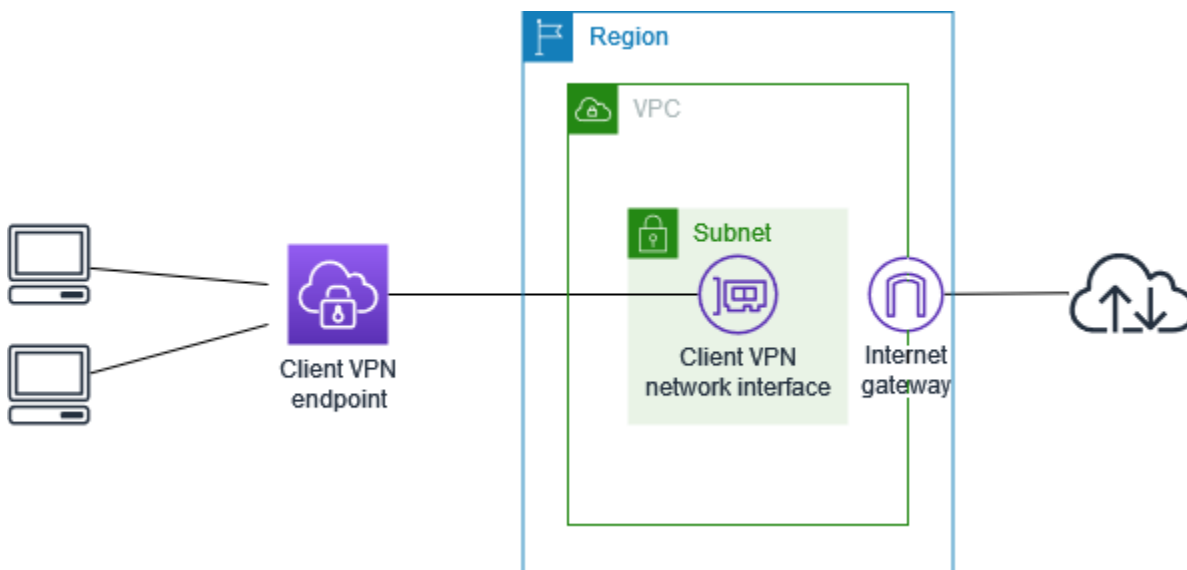 Region
VPC
Subnet
Client VPN
endpoint
Client VPN
network interface
Internet
gateway